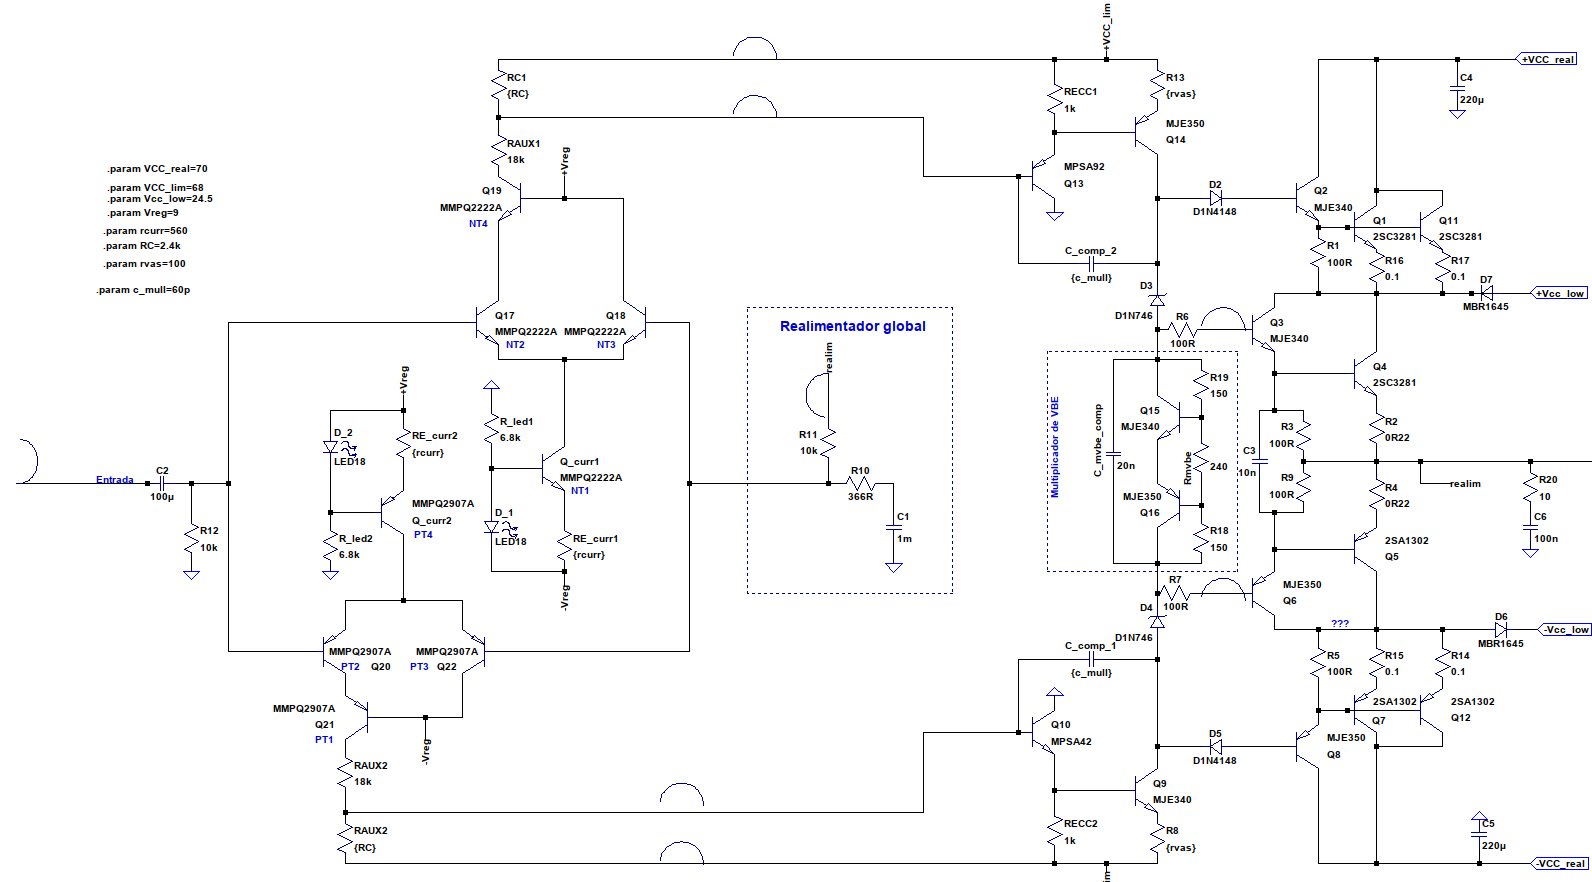 .param VCC_real=70
.param VCC_lim=68
.param Vcc_low=24.5
.param Vreg=9
.param rcurr=560
.param RC=2.4k
.param rvas=100
.param c_mull=60p
Entrada
C2
100µ
R12
10k
RC1
{RC}
RAUX1
18k
+Vreg
Q19
MMPQ2222A
NT4
Q17
MMPQ2222A
NT2
Q18
MMPQ2222A
NT3
+Vreg
D_2
LED18
RE_curr2
{rcurr}
MMPQ2907A
Q_curr2
PT4
R_led2
6.8k
R_led1
6.8k
Q_curr1
MMPQ2222A
NT1
D_1
LED18
RE_curr1
{rcurr}
-Vreg
MMPQ2907A
PT2
Q20
MMPQ2907A
PT3
Q22
MMPQ2907A
Q21
PT1
-Vreg
RAUX2
18k
RAUX2
{RC}
Realimentador global
realim
R11
10k
R10
366R
C1
1m
+VCC_lim
RECC1
1k
R13
{rvas}
MJE350
Q14
MPSA92
Q13
C_comp_2
{c_mull}
D2
D1N4148
D3
D1N746
R6
100R
Multiplicador de VBE
C_mvbe_comp
20n
R19
150
Q15
MJE340
Rmvbe
240
MJE350
Q16
R18
150
R7
100R
D4
D1N746
C_comp_1
{c_mull}
Q10
MPSA42
D5
D1N4148
Q9
MJE340
RECC2
1k
R8
{rvas}
im
+VCC_real
C4
220µ
Q2
MJE340
Q1
2SC3281
Q11
2SC3281
R1
100R
R16
0.1
R17
0.1
D7
MBR1645
+Vcc_low
Q3
MJE340
Q4
2SC3281
R3
100R
C3
10n
R9
100R
R2
0R22
R4
0R22
realim
R20
10
C6
100n
2SA1302
Q5
MJE350
Q6
???
D6
MBR1645
-Vcc_low
R5
100R
R15
0.1
R14
0.1
2SA1302
Q7
2SA1302
Q12
MJE350
Q8
C5
220µ
-VCC_real